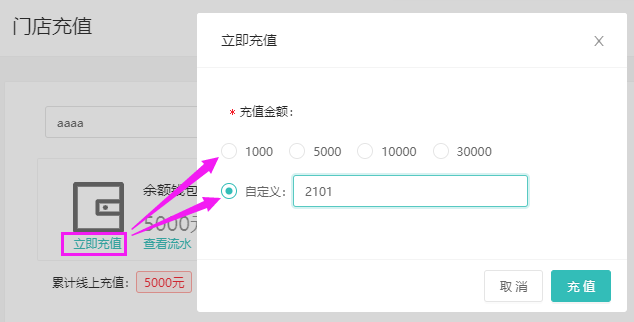 门店充值
立即充值
* 充值金额：
aaaa
1000 5000 10000 30000
自定义： 2101
余额钱包
5000元
立即充值 查看流水
累计线上充值： 5000元
取 消 充 值